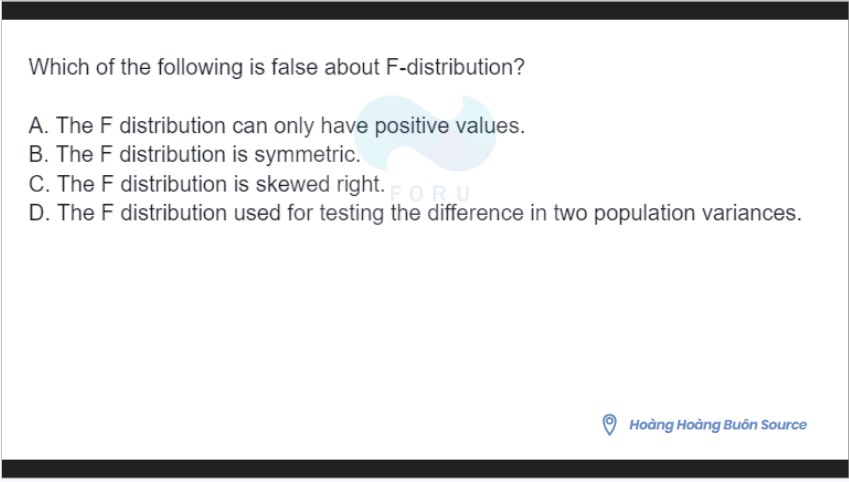 Which of the following is false about F-distribution?
A. The F distribution can only have positive values.
B. The F distribution is symmetric.
C. The F distribution is skewed right.
FORU
D. The F distribution used for testing the difference in two population variances.
Hoàng Hoàng Buôn Source